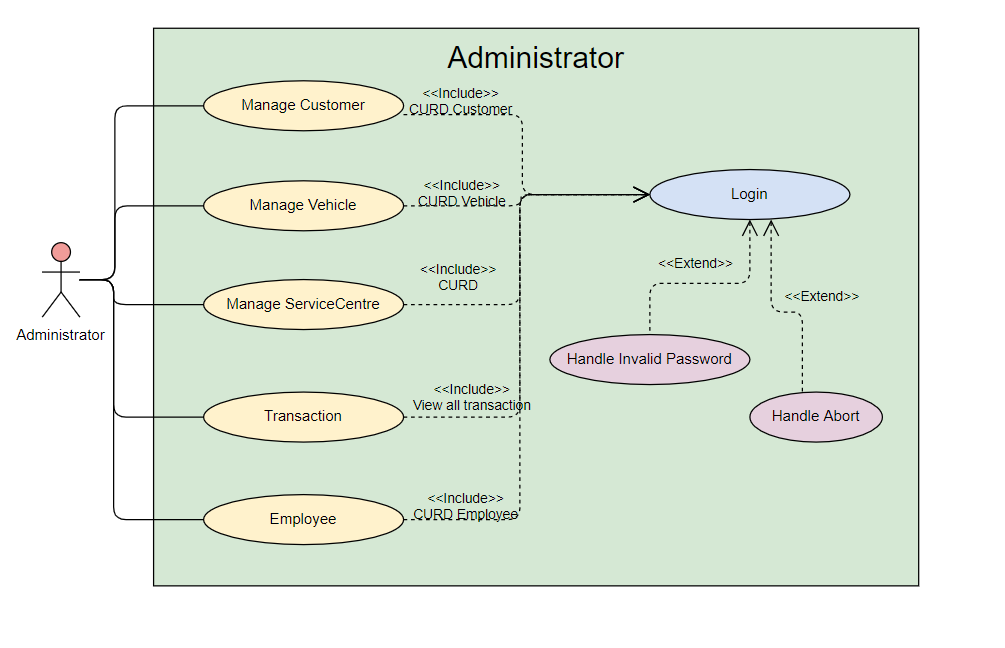 Administrator
Manage Customer
<<Include>>
CURD Customer
Manage Vehicle
<<Include>>
CURD Vehicle
Login
Administrator
Manage ServiceCentre
<<Include>>
CURD
<<Extend>>
<<Extend>>
Handle Invalid Password
Transaction
<<Include>>
View all transaction
Handle Abort
Employee
<<Include>>
CURD Employee